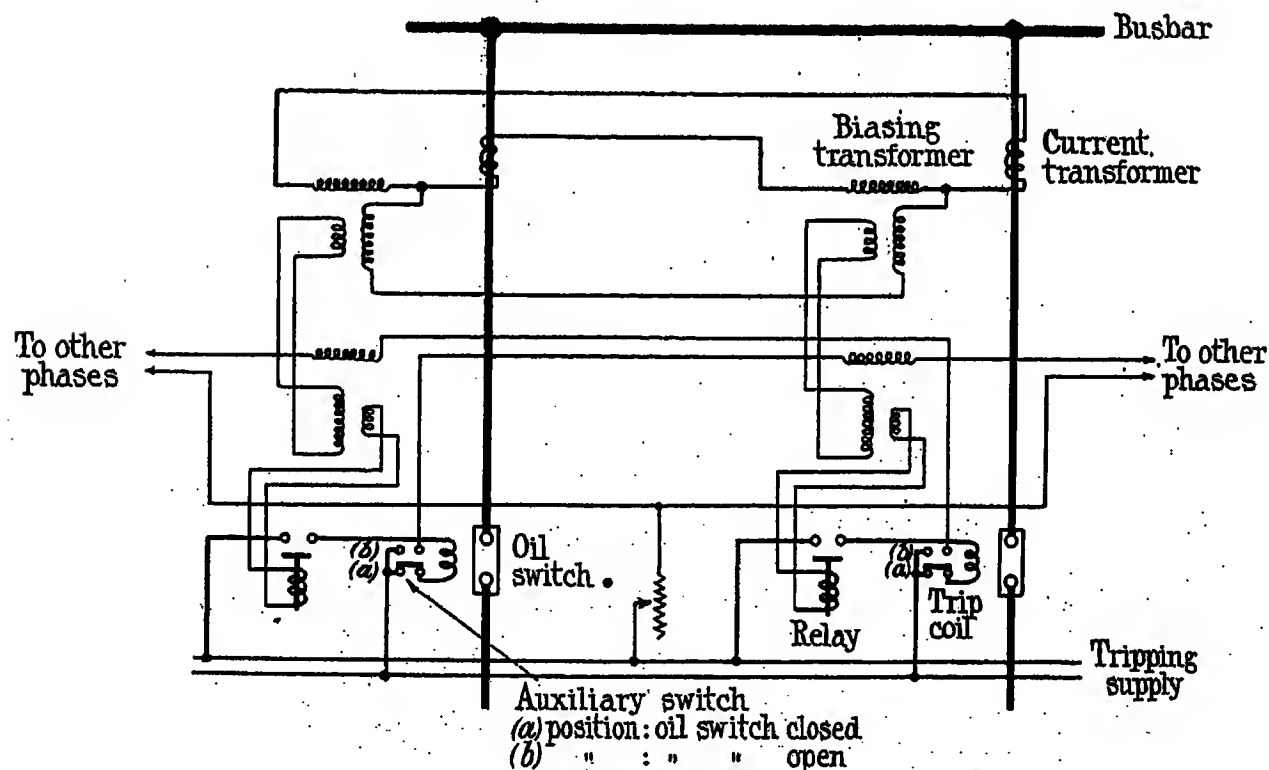 Busbar
Biasing
transformer
Current
transformer
To other
phases
To other
phases
(b)
(a)
Oil
switch
(b)
(a)
Relay
Trip
coil
Tripping
supply
Auxiliary switch
(a) position: oil switch closed
(b) " : " " open